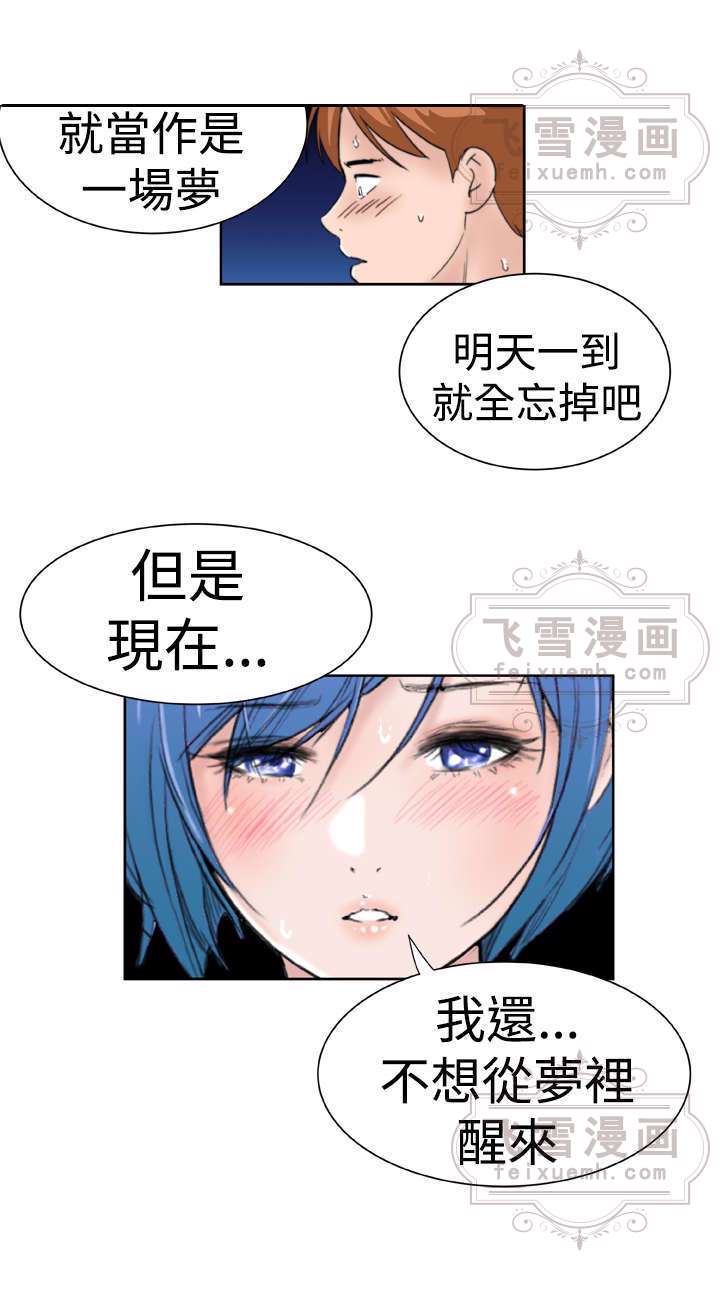 就當作是
一場夢
飞雪漫画
feixuemh.com
明天一到
就全忘掉吧
但是
現在...
飞雪漫画
feixuemh.com
我還...
不想從夢裡
醒來
飞雪漫画
feixuemh.com